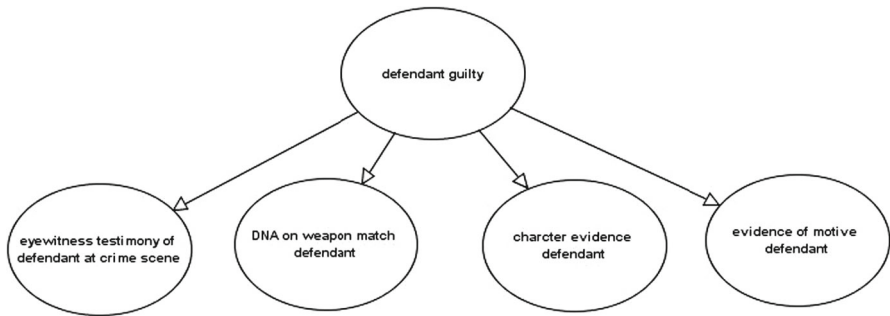 defendant guilty
eyewitness testimony of
defendant at crime scene
DNA on weapon match
defendant
charcter evidence
defendant
evidence of motive
defendant